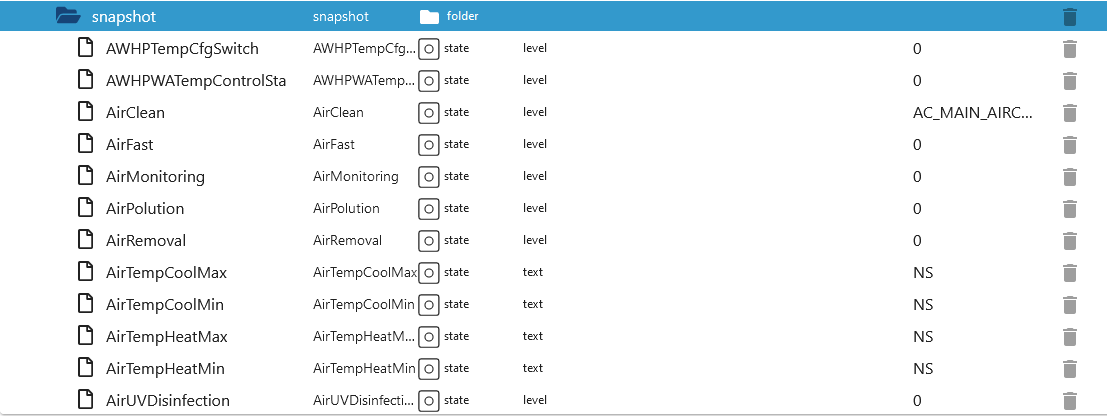 snapshot snapshot folder
AWHPTempCfgSwitch AWHPTempCfg... state level 0
AWHPWATempControlSta AWHPWATemp... state level 0
AirClean AirClean state level AC_MAIN_AIRC...
AirFast AirFast state level 0
AirMonitoring AirMonitoring state level 0
AirPolution AirPolution state level 0
AirRemoval AirRemoval state level 0
AirTempCoolMax AirTempCoolMax state text NS
AirTempCoolMin AirTempCoolMin state text NS
AirTempHeatMax AirTempHeatM... state text NS
AirTempHeatMin AirTempHeatMin state text NS
AirUVDisinfection AirUVDisinfecti... state level 0